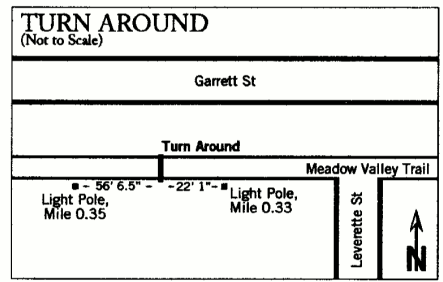 TURN AROUND
(Not to Scale)
Garrett St
Turn Around
Meadow Valley Trail
- 56' 6.5" - -22' 1"-
Light Pole,
Mile 0.35
Light Pole,
Mile 0.33
Leverette St
N